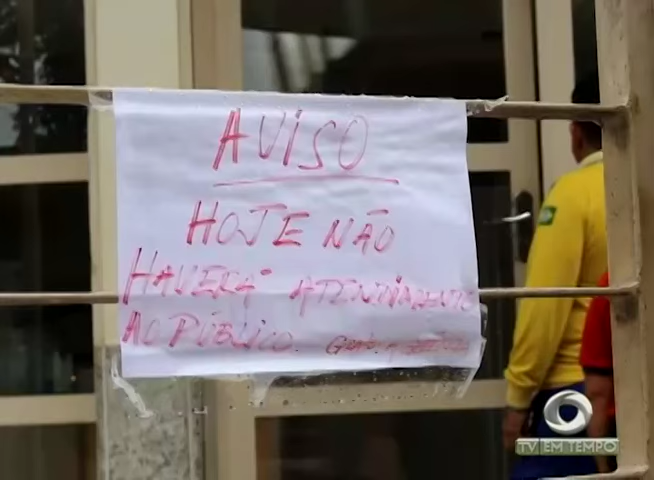 AVISO
HOJE NÃO
HAVERÁ ATENDIMENTO
AO PÚBLICO.
TV EM TEMPO